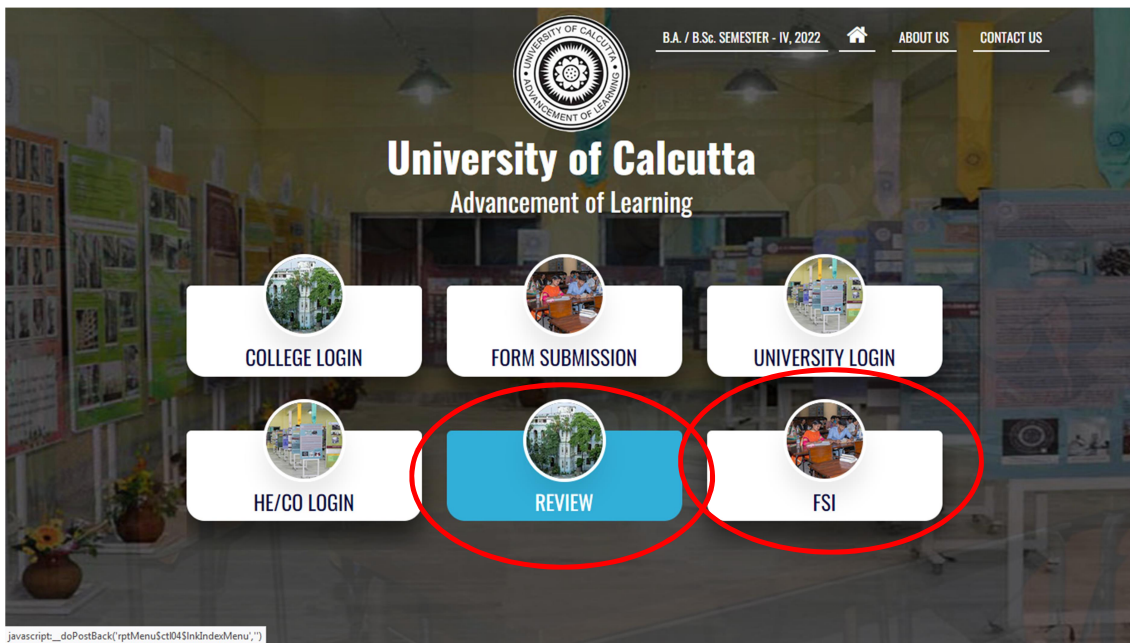 UNIVERSITY OF CALCUTTA
ADVANCEMENT OF LEARNING
B.A. / B.Sc. SEMESTER - IV, 2022
ABOUT US
CONTACT US
University of Calcutta
Advancement of Learning
COLLEGE LOGIN
FORM SUBMISSION
UNIVERSITY LOGIN
HE/CO LOGIN
REVIEW
FSI
javascript:__doPostBack('rptMenu$ctl04$lnkIndexMenu','')